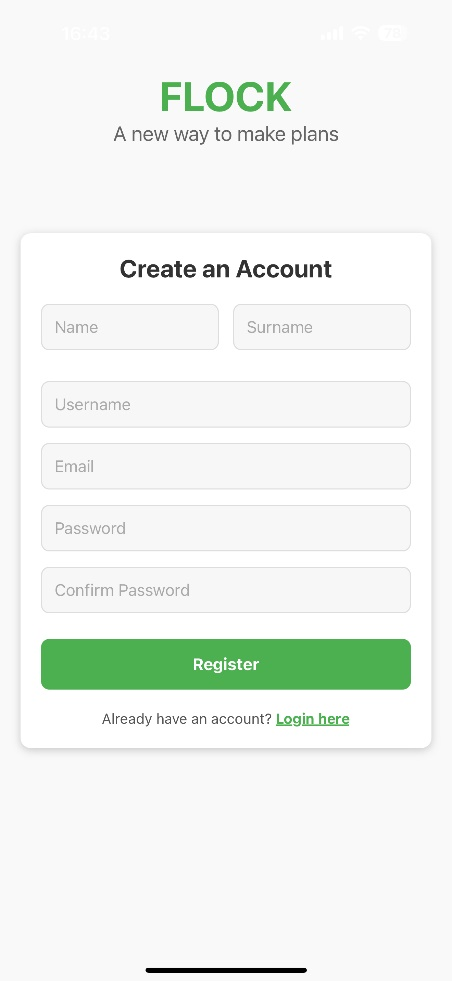 16:43
FLOCK
A new way to make plans
Create an Account
Name Surname
Username
Email
Password
Confirm Password
Register
Already have an account? Login here